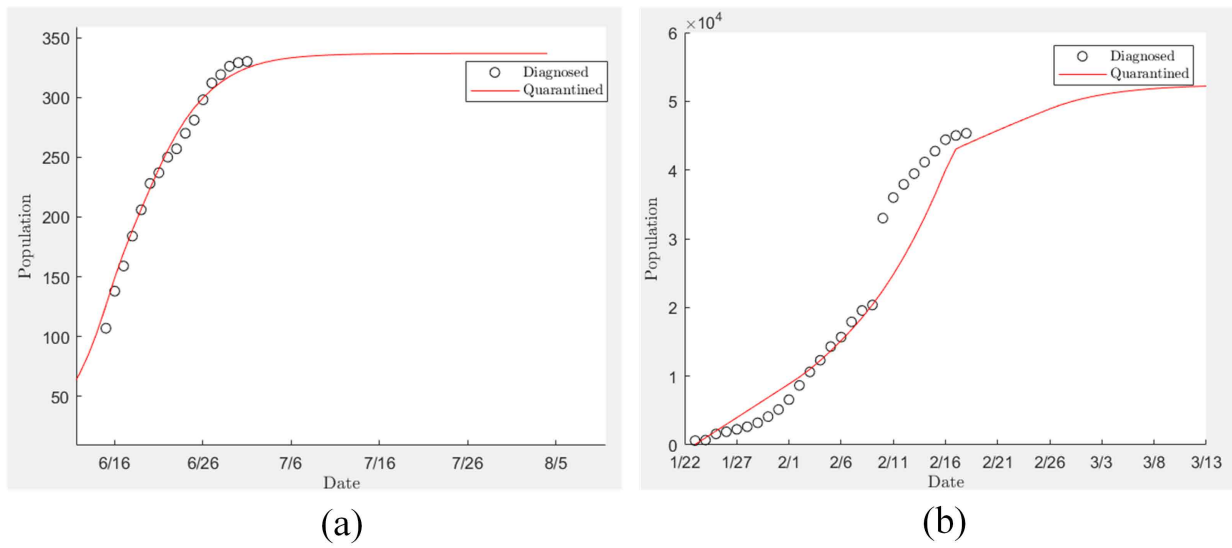 350
300
250
200
150
100
50
Population
6/16 6/26 7/6 7/16 7/26 8/5
Date
Diagnosed
Quarantined
(a)
×10⁴
6
5
4
3
2
1
0
Population
1/22 1/27 2/1 2/6 2/11 2/16 2/21 2/26 3/3 3/8 3/13
Date
Diagnosed
Quarantined
(b)